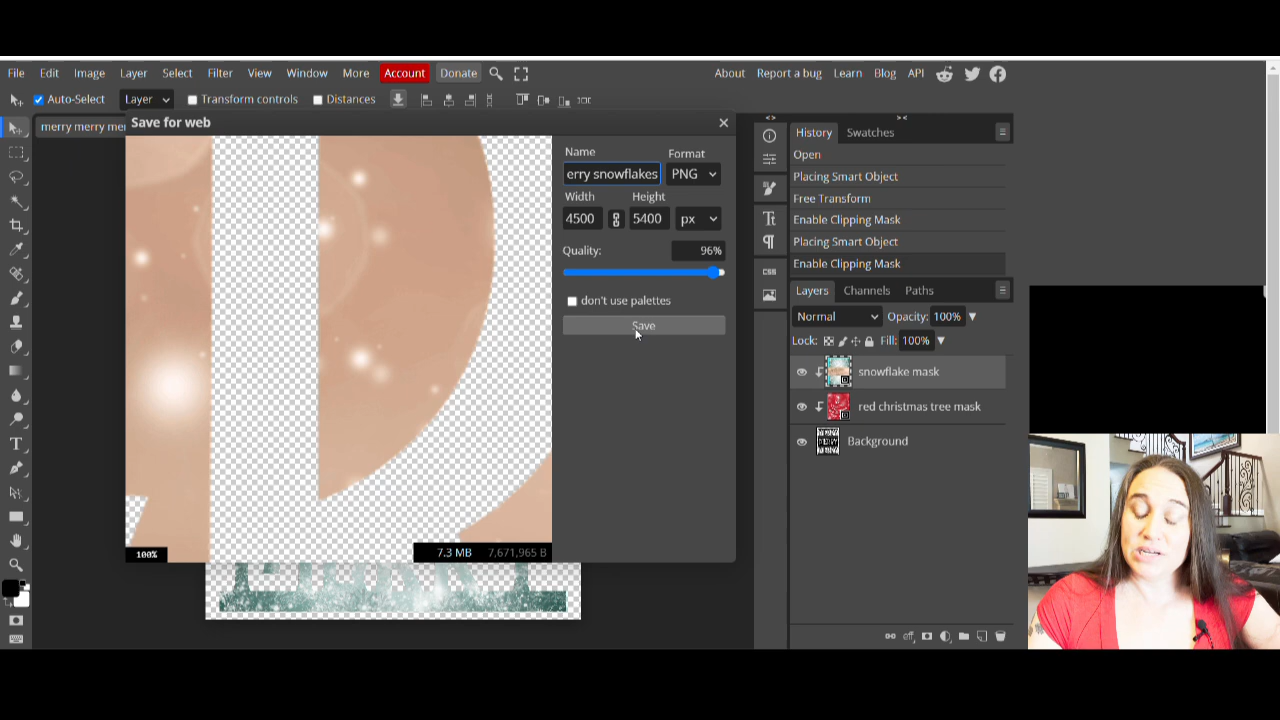 File Edit Image Layer Select Filter View Window More Account Donate About Report a bug Learn Blog API
Auto-Select Layer Transform controls Distances
merry merry mer
Save for web
Name Format
erry snowflakes PNG
Width Height
4500 5400 px
Quality: 96%
don't use palettes
Save
100%
7.3 MB 7,671,965 B
History Swatches
Open
Placing Smart Object
Free Transform
Enable Clipping Mask
Placing Smart Object
Enable Clipping Mask
CSS
Layers Channels Paths
Normal Opacity: 100%
Lock: Fill: 100%
snowflake mask
red christmas tree mask
Background
eff